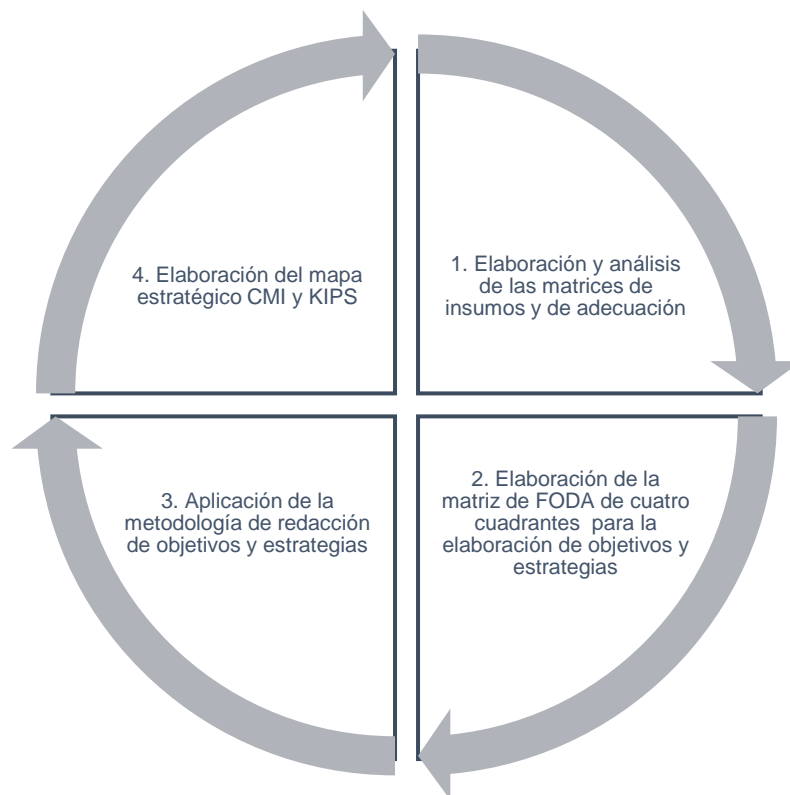 1. Elaboración y análisis
de las matrices de
insumos y de adecuación
2. Elaboración de la
matriz de FODA de cuatro
cuadrantes para la
elaboración de objetivos y
estrategias
3. Aplicación de la
metodología de redacción
de objetivos y estrategias
4. Elaboración del mapa
estratégico CMI y KIPS